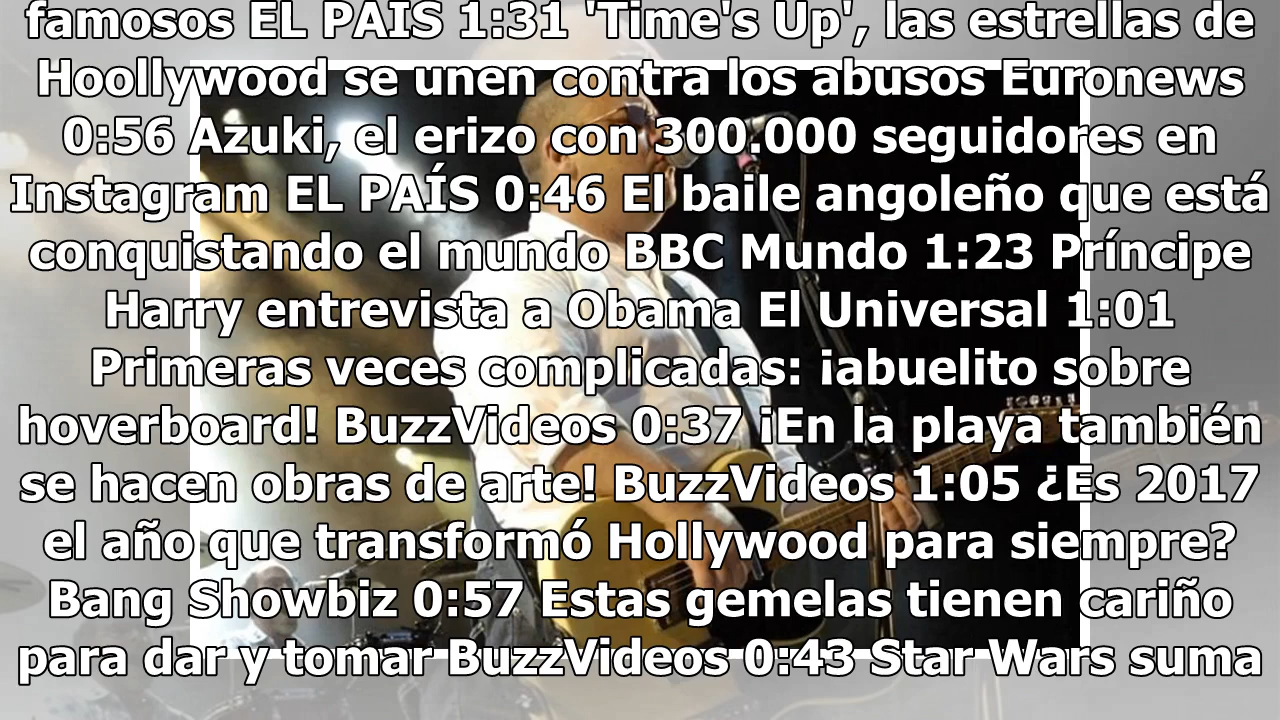 famosos EL PAÍS 1:31 'Time's Up', las estrellas de
Hoollywood se unen contra los abusos Euronews
0:56 Azuki, el erizo con 300.000 seguidores en
Instagram EL PAÍS 0:46 El baile angoleño que está
conquistando el mundo BBC Mundo 1:23 Príncipe
Harry entrevista a Obama El Universal 1:01
Primeras veces complicadas: ¡abuelito sobre
hoverboard! BuzzVideos 0:37 ¡En la playa también
se hacen obras de arte! BuzzVideos 1:05 ¿Es 2017
el año que transformó Hollywood para siempre?
Bang Showbiz 0:57 Estas gemelas tienen cariño
para dar y tomar BuzzVideos 0:43 Star Wars suma